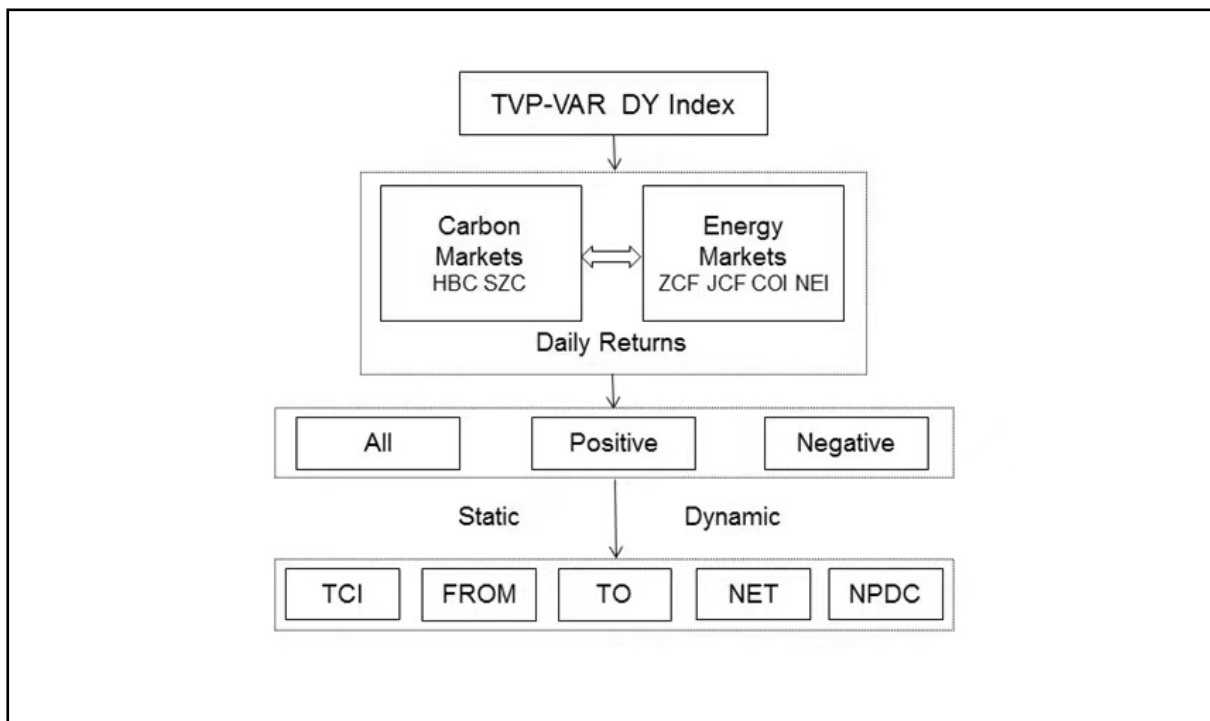 TVP-VAR DY Index
Carbon
Markets
HBC SZC
Energy
Markets
ZCF JCF COI NEI
Daily Returns
All
Positive
Negative
Static
Dynamic
TCI
FROM
TO
NET
NPDC